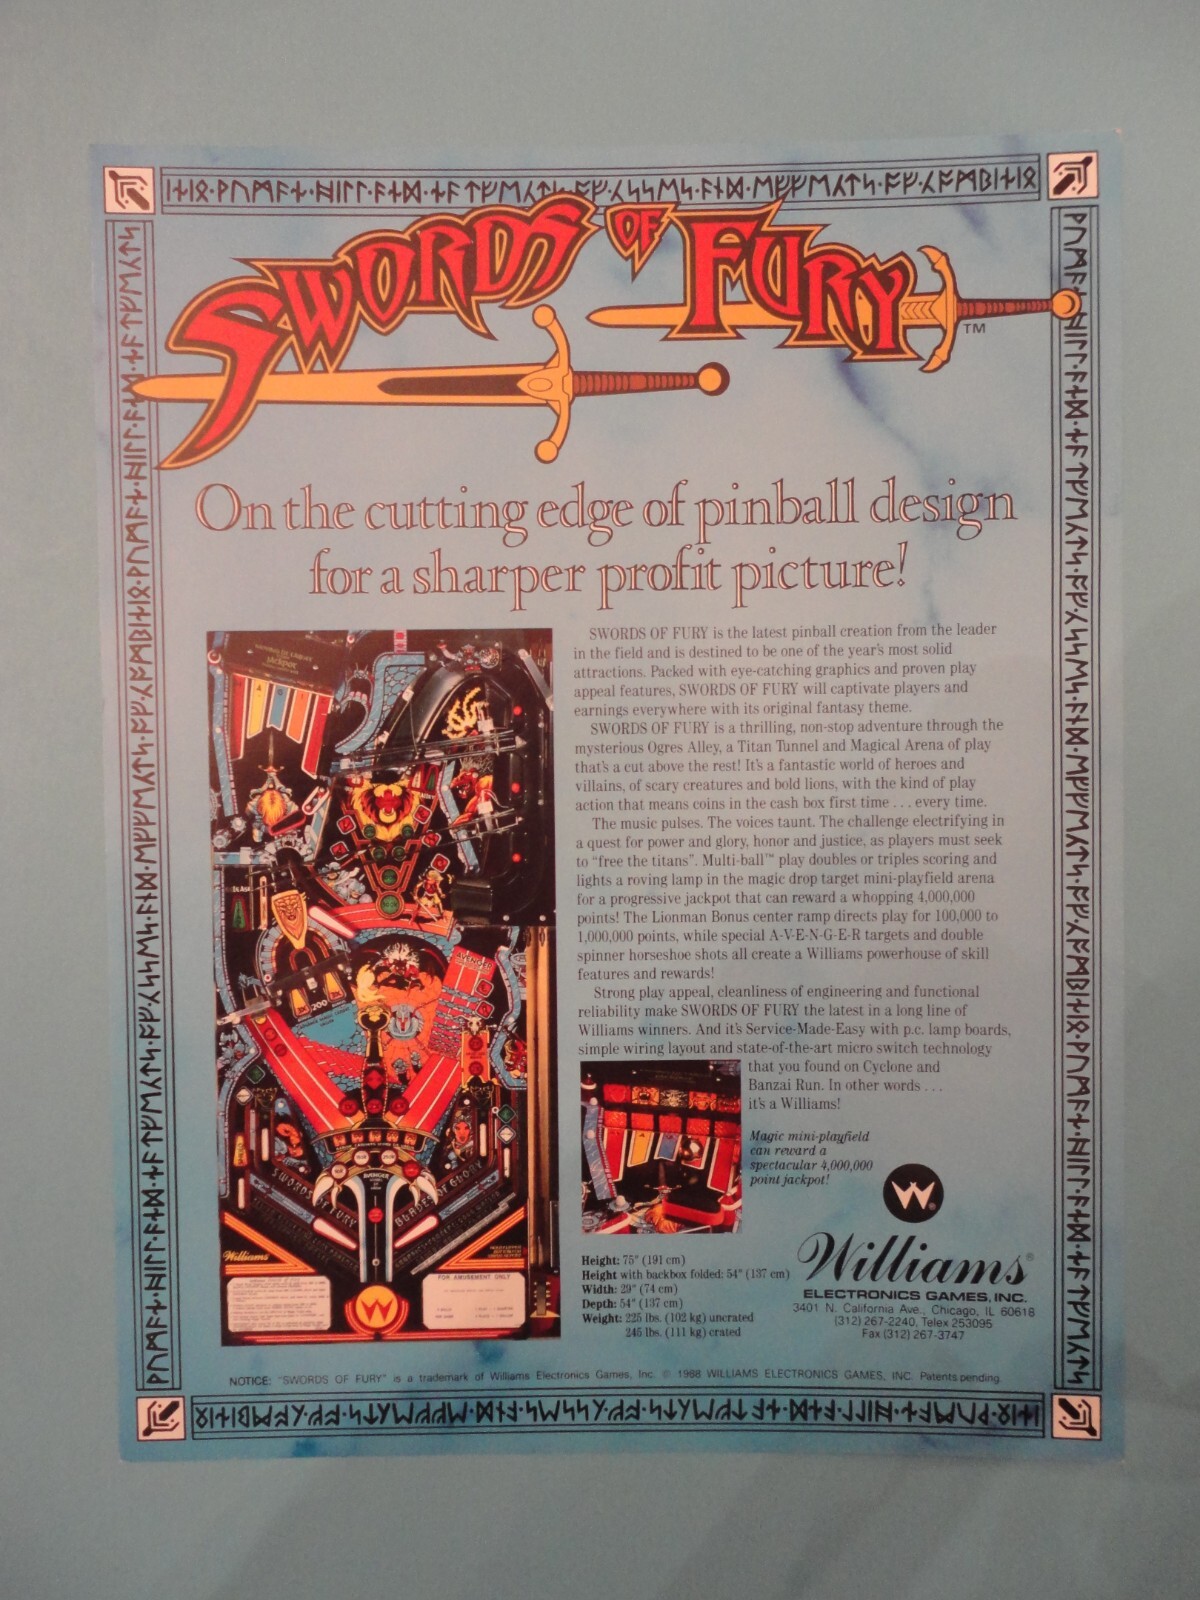 SWORDS OF FURY
TM
On the cutting edge of pinball design
for a sharper profit picture!
SWORDS OF FURY is the latest pinball creation from the leader
in the field and is destined to be one of the year's most solid
attractions. Packed with eye-catching graphics and proven play
appeal features, SWORDS OF FURY will captivate players and
earnings everywhere with its original fantasy theme.
SWORDS OF FURY is a thrilling, non-stop adventure through the
mysterious Ogres Alley, a Titan Tunnel and Magical Arena of play
that's a cut above the rest! It's a fantastic world of heroes and
villains, of scary creatures and bold lions, with the kind of play
action that means coins in the cash box first time . . . every time.
The music pulses. The voices taunt. The challenge electrifying in
a quest for power and glory, honor and justice, as players must seek
to "free the titans". Multi-ball™ play doubles or triples scoring and
lights a roving lamp in the magic drop target mini-playfield arena
for a progressive jackpot that can reward a whopping 4,000,000
points! The Lionman Bonus center ramp directs play for 100,000 to
1,000,000 points, while special A-V-E-N-G-E-R targets and double
spinner horseshoe shots all create a Williams powerhouse of skill
features and rewards!
Strong play appeal, cleanliness of engineering and functional
reliability make SWORDS OF FURY the latest in a long line of
Williams winners. And it's Service-Made-Easy with p.c. lamp boards,
simple wiring layout and state-of-the-art micro switch technology
that you found on Cyclone and
Banzai Run. In other words . . .
it's a Williams!
Magic mini-playfield
can reward a
spectacular 4,000,000
point jackpot!
Jackpot
AVENGER
200
SWORDS OF FURY
BLADES OF GLORY
AVENGER
Williams
FOR AMUSEMENT ONLY
W
Height: 75" (191 cm)
Height with backbox folded: 54" (137 cm)
Width: 29" (74 cm)
Depth: 54" (137 cm)
Weight: 225 lbs. (102 kg) uncrated
245 lbs. (111 kg) crated
W®
Williams®
ELECTRONICS GAMES, INC.
3401 N. California Ave., Chicago, IL 60618
(312) 267-2240, Telex 253095
Fax (312) 267-3747
NOTICE: "SWORDS OF FURY" is a trademark of Williams Electronics Games, Inc. © 1988 WILLIAMS ELECTRONICS GAMES, INC. Patents pending.